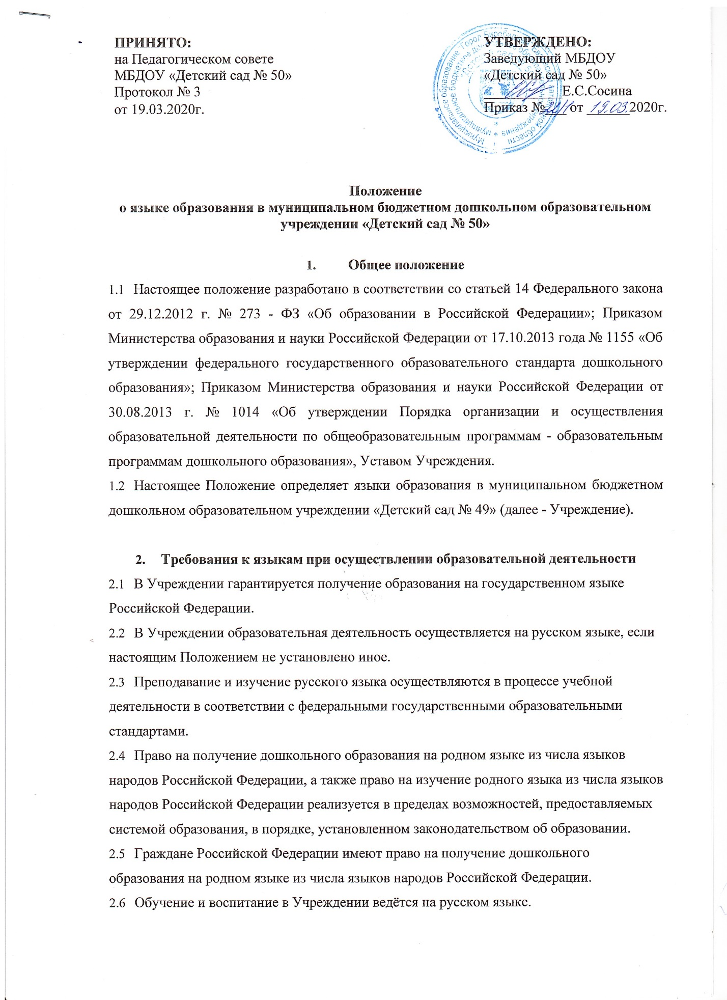 ПРИНЯТО:
на Педагогическом совете
МБДОУ «Детский сад № 50»
Протокол № 3
от 19.03.2020г.
УТВЕРЖДЕНО:
Заведующий МБДОУ
«Детский сад № 50»
Е.С.Сосина
Приказ № от 19.03.2020г.
Положение
о языке образования в муниципальном бюджетном дошкольном образовательном
учреждении «Детский сад № 50»
1. Общее положение
1.1 Настоящее положение разработано в соответствии со статьей 14 Федерального закона
от 29.12.2012 г. № 273 - ФЗ «Об образовании в Российской Федерации»; Приказом
Министерства образования и науки Российской Федерации от 17.10.2013 года № 1155 «Об
утверждении федерального государственного образовательного стандарта дошкольного
образования»; Приказом Министерства образования и науки Российской Федерации от
30.08.2013 г. № 1014 «Об утверждении Порядка организации и осуществления
образовательной деятельности по общеобразовательным программам - образовательным
программам дошкольного образования», Уставом Учреждения.
1.2 Настоящее Положение определяет языки образования в муниципальном бюджетном
дошкольном образовательном учреждении «Детский сад № 49» (далее - Учреждение).
2. Требования к языкам при осуществлении образовательной деятельности
2.1 В Учреждении гарантируется получение образования на государственном языке
Российской Федерации.
2.2 В Учреждении образовательная деятельность осуществляется на русском языке, если
настоящим Положением не установлено иное.
2.3 Преподавание и изучение русского языка осуществляются в процессе учебной
деятельности в соответствии с федеральными государственными образовательными
стандартами.
2.4 Право на получение дошкольного образования на родном языке из числа языков
народов Российской Федерации, а также право на изучение родного языка из числа языков
народов Российской Федерации реализуется в пределах возможностей, предоставляемых
системой образования, в порядке, установленном законодательством об образовании.
2.5 Граждане Российской Федерации имеют право на получение дошкольного
образования на родном языке из числа языков народов Российской Федерации.
2.6 Обучение и воспитание в Учреждении ведётся на русском языке.